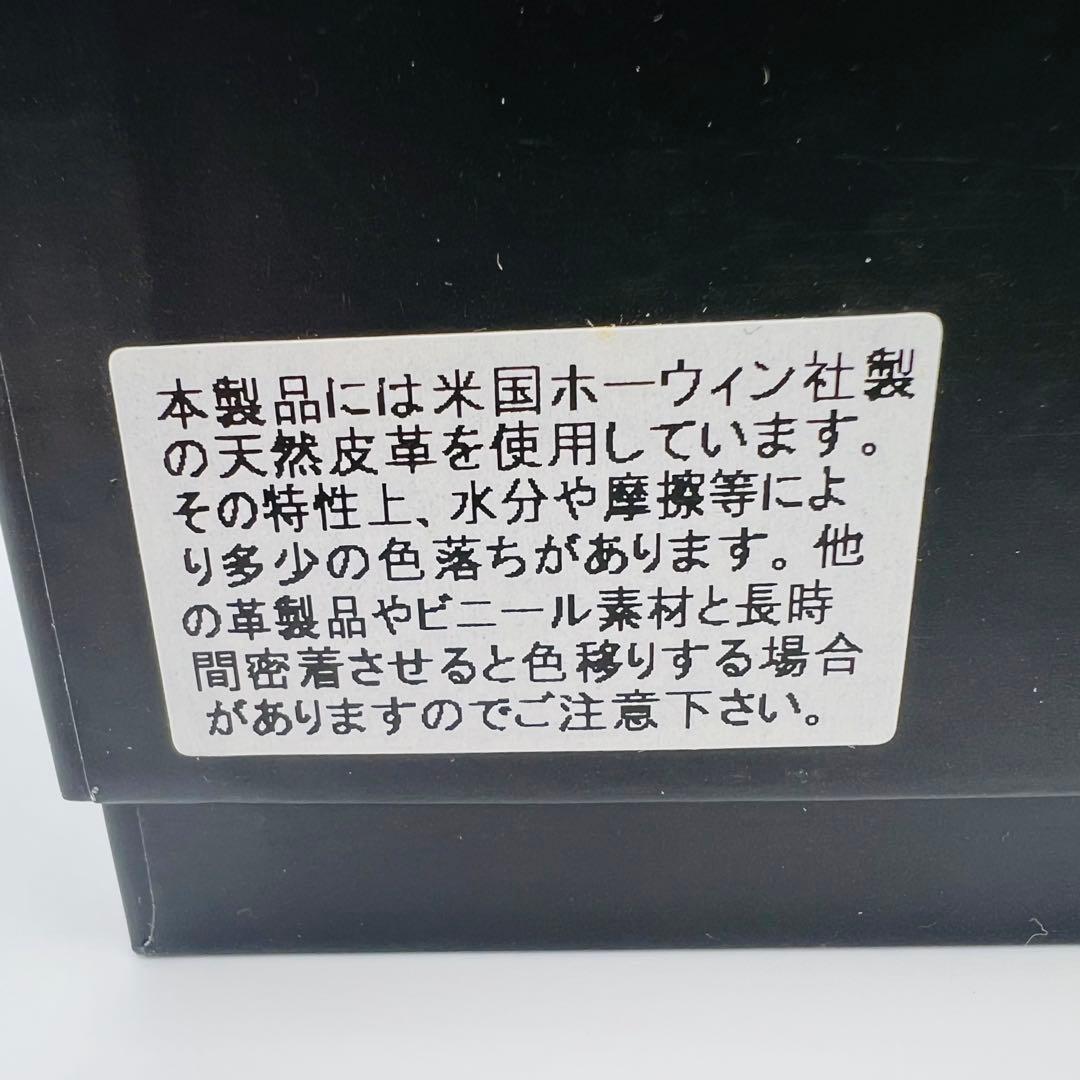 本製品には米国ホーウィン社製
の天然皮革を使用しています。
その特性上、水分や摩擦等によ
り多少の色落ちがあります。他
の革製品やビニール素材と長時
間密着させると色移りする場合
がありますのでご注意下さい。